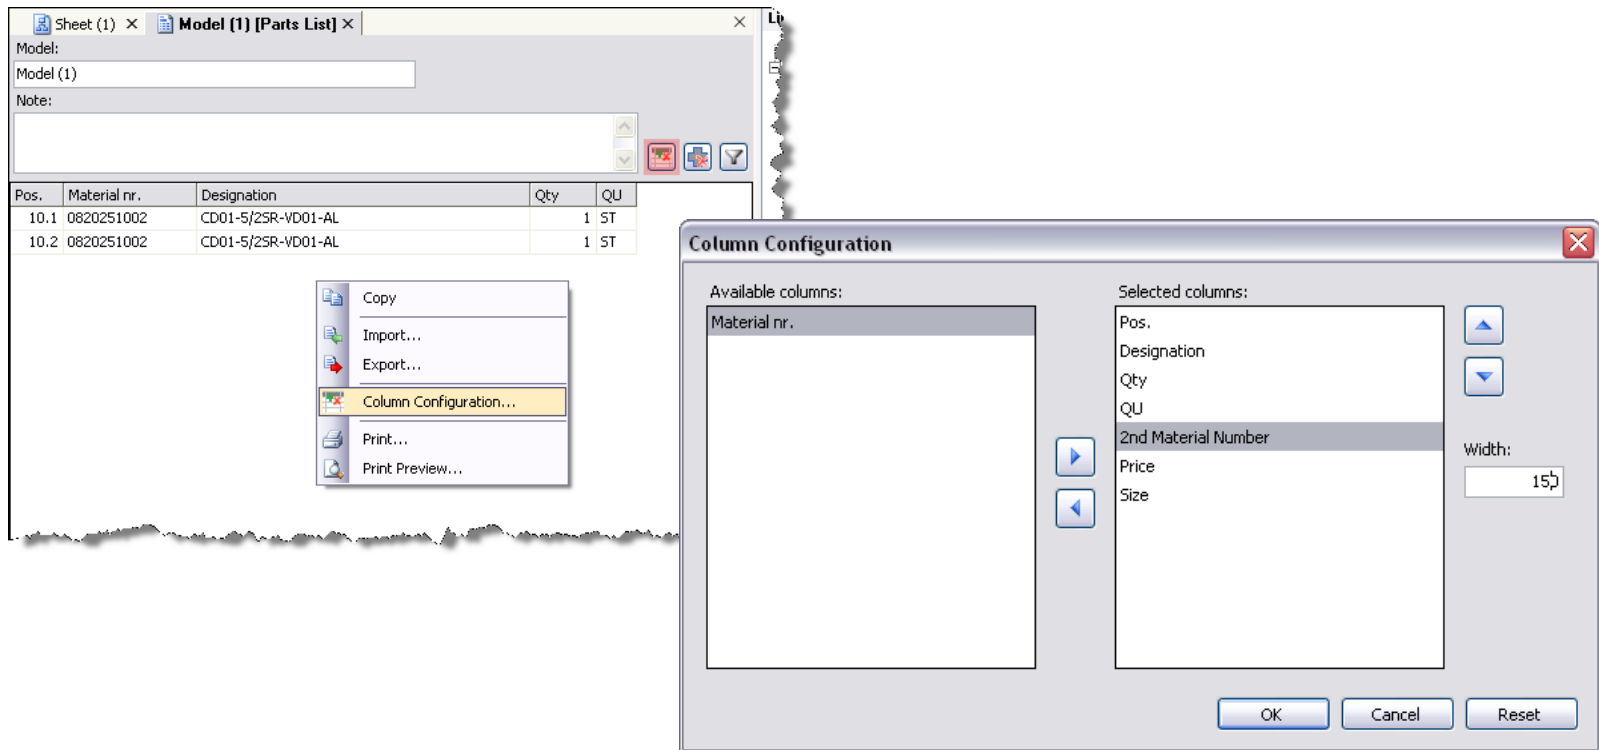 Sheet (1)
Model (1) [Parts List]
Model:
Model (1)
Note:
Pos. Material nr. Designation Qty QU
10.1 0820251002 CD01-5/2SR-VD01-AL 1 ST
10.2 0820251002 CD01-5/2SR-VD01-AL 1 ST
Copy
Import...
Export...
Column Configuration...
Print...
Print Preview...
Column Configuration
Available columns:
Material nr.
Selected columns:
Pos.
Designation
Qty
QU
2nd Material Number
Price
Size
Width:
OK
Cancel
Reset